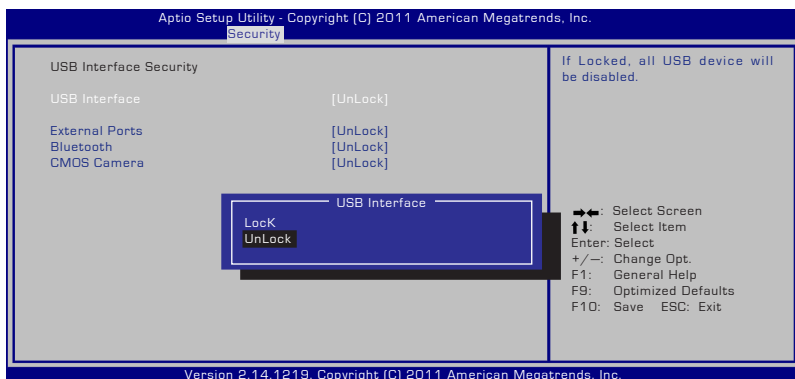 Aptio Setup Utility - Copyright (C) 2011 American Megatrends, Inc.
Security
USB Interface Security
USB Interface [UnLock]
External Ports [UnLock]
Bluetooth [UnLock]
CMOS Camera [UnLock]
USB Interface
LocK
UnLock
If Locked, all USB device will
be disabled.
→←: Select Screen
↑↓: Select Item
Enter: Select
+/—: Change Opt.
F1: General Help
F9: Optimized Defaults
F10: Save ESC: Exit
Version 2.14.1219. Copyright (C) 2011 American Megatrends, Inc.